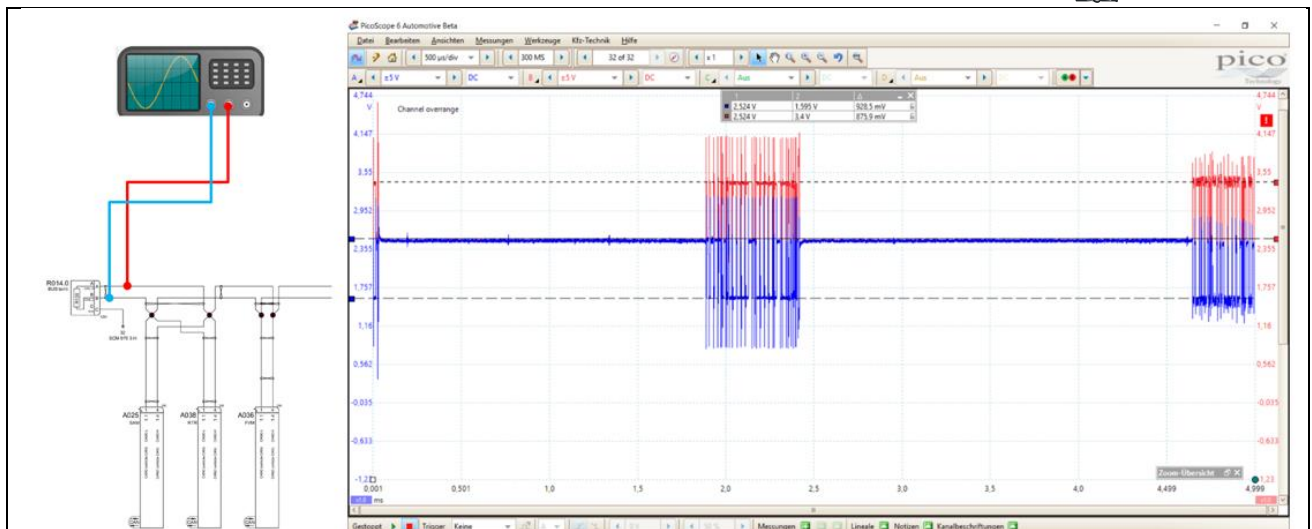 PicoScope 6 Automotive Beta
Datei Bearbeiten Ansichten Messungen Werkzeuge Kfz-Technik Hilfe
500 µs/div 300 MS 32 of 32 x 1
A ±5 V DC B ±5 V DC C Aus DC D Aus DC
pico
Technology
4,744 4,744
V Channel overrange V
1 2 Δ
2,524 V 1,595 V 928,5 mV
2,524 V 3,4 V 875,9 mV
4,147 4,147
3,55 3,55
2,952 2,952
2,355 2,355
1,757 1,757
1,16 1,16
0,562 0,562
-0,035 -0,035
-0,633 -0,633
Zoom-Übersicht
0,001 0,501 1,0 1,5 2,0 2,5 3,0 3,5 4,0 4,499 4,999
ms
R014.0
A025 A038 A036
Gestoppt Trigger Keine Messungen Lineale Notizen Kanalbeschriftungen